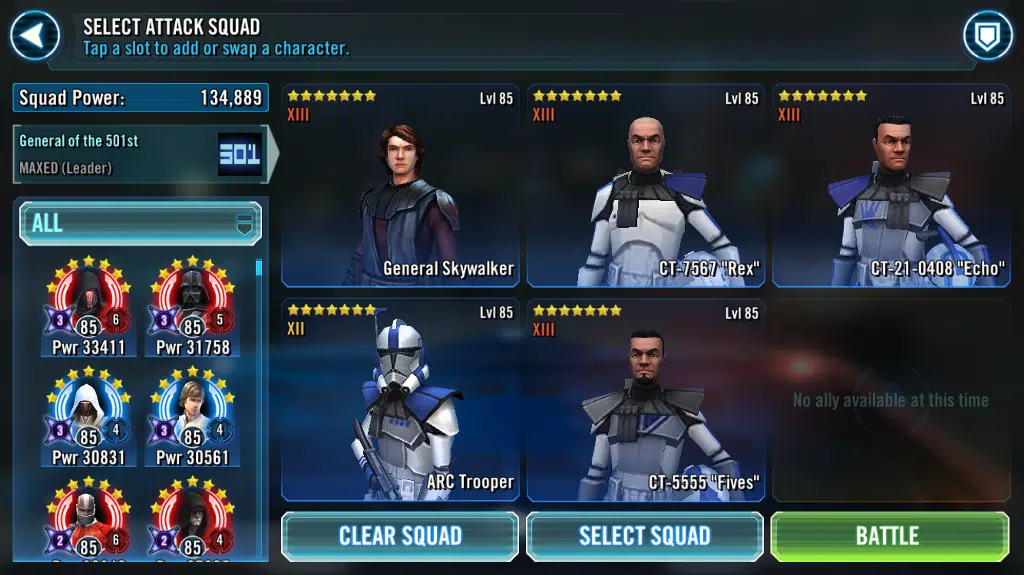 SELECT ATTACK SQUAD
Tap a slot to add or swap a character.
Squad Power: 134,889
General of the 501st
MAXED (Leader)
501
ALL
3 85 6
Pwr 33411
3 85 5
Pwr 31758
3 85 4
Pwr 30831
3 85 4
Pwr 30561
2 85 6
2 85 4
Lvl 85
XIII
General Skywalker
Lvl 85
XIII
CT-7567 "Rex"
Lvl 85
XIII
CT-21-0408 "Echo"
Lvl 85
XII
ARC Trooper
Lvl 85
XIII
CT-5555 "Fives"
No ally available at this time
CLEAR SQUAD
SELECT SQUAD
BATTLE